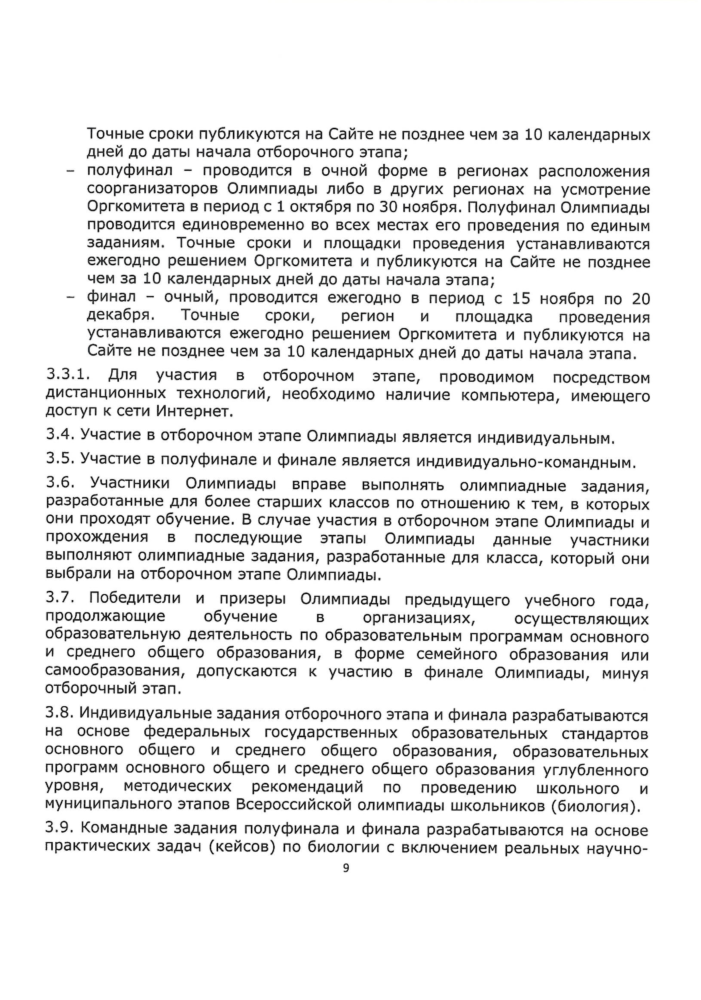 Точные сроки публикуются на Сайте не позднее чем за 10 календарных
дней до даты начала отборочного этапа;
– полуфинал – проводится в очной форме в регионах расположения
соорганизаторов Олимпиады либо в других регионах на усмотрение
Оргкомитета в период с 1 октября по 30 ноября. Полуфинал Олимпиады
проводится единовременно во всех местах его проведения по единым
заданиям. Точные сроки и площадки проведения устанавливаются
ежегодно решением Оргкомитета и публикуются на Сайте не позднее
чем за 10 календарных дней до даты начала этапа;
– финал – очный, проводится ежегодно в период с 15 ноября по 20
декабря. Точные сроки, регион и площадка проведения
устанавливаются ежегодно решением Оргкомитета и публикуются на
Сайте не позднее чем за 10 календарных дней до даты начала этапа.
3.3.1. Для участия в отборочном этапе, проводимом посредством
дистанционных технологий, необходимо наличие компьютера, имеющего
доступ к сети Интернет.
3.4. Участие в отборочном этапе Олимпиады является индивидуальным.
3.5. Участие в полуфинале и финале является индивидуально-командным.
3.6. Участники Олимпиады вправе выполнять олимпиадные задания,
разработанные для более старших классов по отношению к тем, в которых
они проходят обучение. В случае участия в отборочном этапе Олимпиады и
прохождения в последующие этапы Олимпиады данные участники
выполняют олимпиадные задания, разработанные для класса, который они
выбрали на отборочном этапе Олимпиады.
3.7. Победители и призеры Олимпиады предыдущего учебного года,
продолжающие обучение в организациях, осуществляющих
образовательную деятельность по образовательным программам основного
и среднего общего образования, в форме семейного образования или
самообразования, допускаются к участию в финале Олимпиады, минуя
отборочный этап.
3.8. Индивидуальные задания отборочного этапа и финала разрабатываются
на основе федеральных государственных образовательных стандартов
основного общего и среднего общего образования, образовательных
программ основного общего и среднего общего образования углубленного
уровня, методических рекомендаций по проведению школьного и
муниципального этапов Всероссийской олимпиады школьников (биология).
3.9. Командные задания полуфинала и финала разрабатываются на основе
практических задач (кейсов) по биологии с включением реальных научно-
9